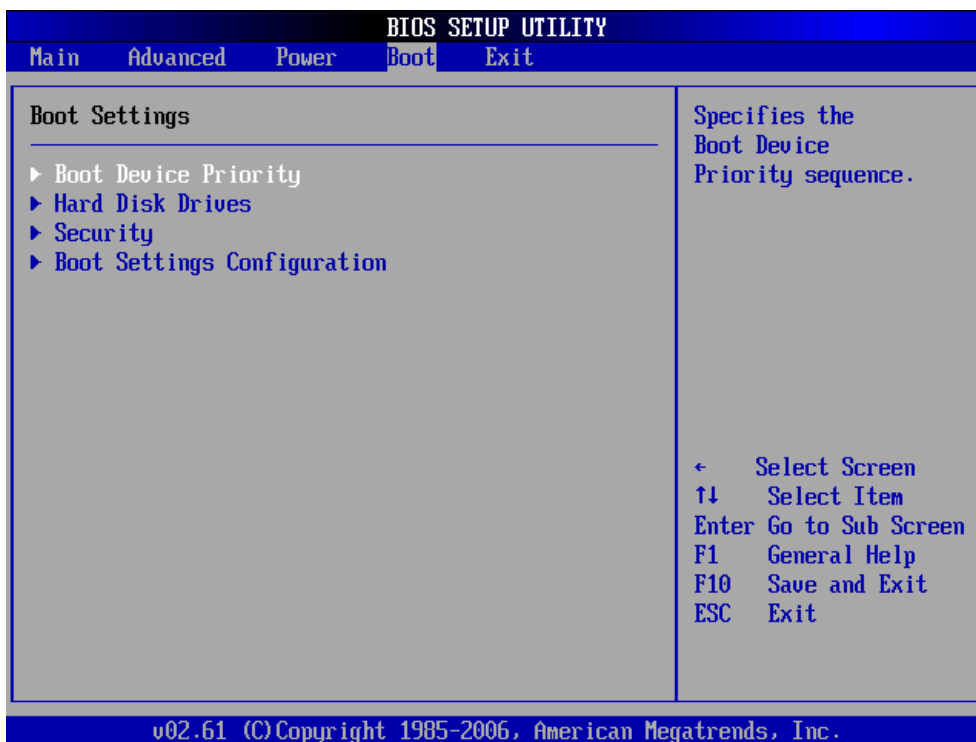 BIOS SETUP UTILITY
Main Advanced Power Boot Exit
Boot Settings
▶ Boot Device Priority
▶ Hard Disk Drives
▶ Security
▶ Boot Settings Configuration
Specifies the
Boot Device
Priority sequence.
← Select Screen
↑↓ Select Item
Enter Go to Sub Screen
F1 General Help
F10 Save and Exit
ESC Exit
v02.61 (C)Copyright 1985-2006, American Megatrends, Inc.